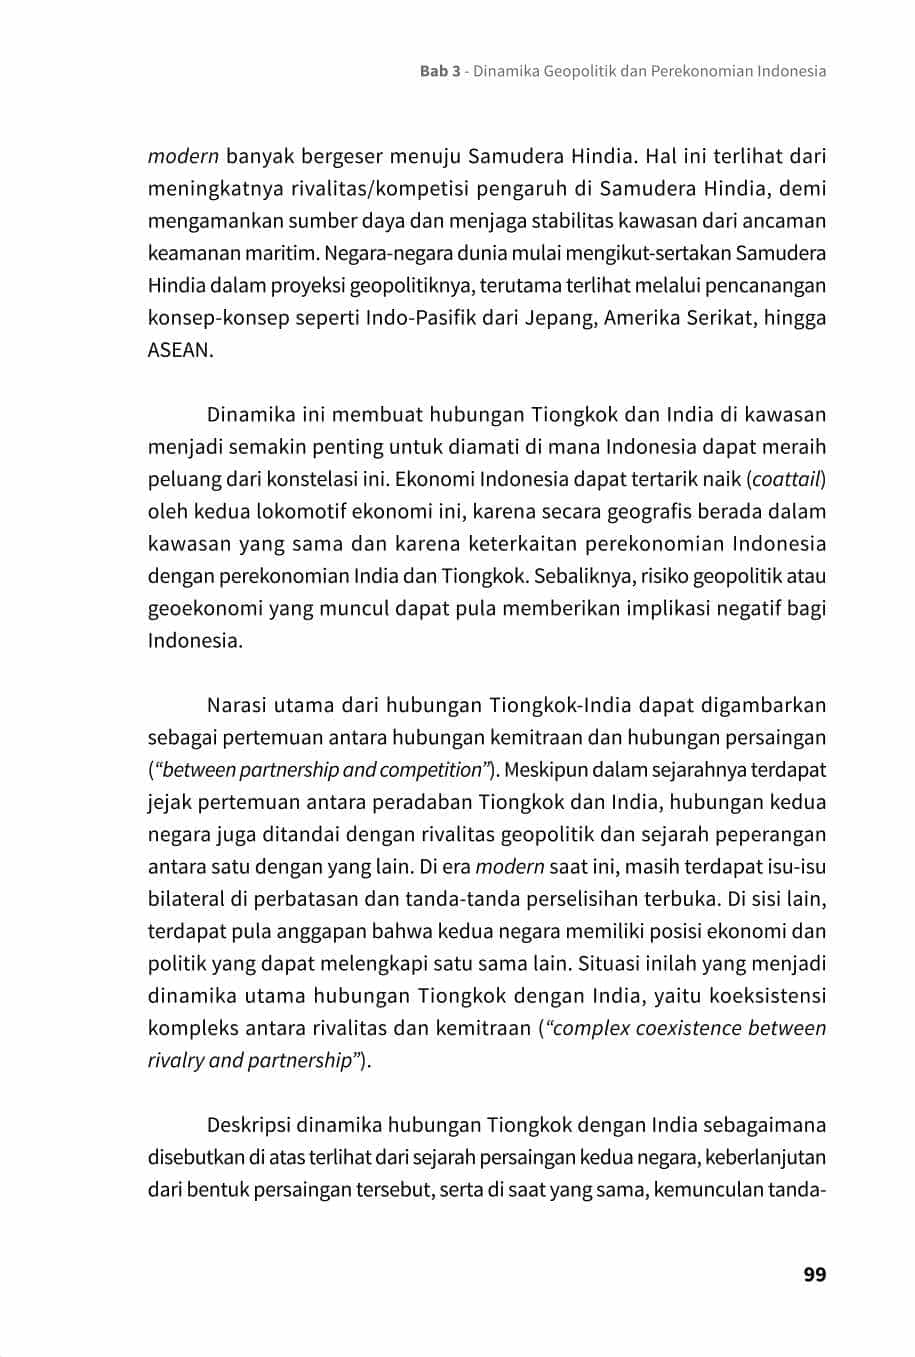 Bab 3 - Dinamika Geopolitik dan Perekonomian Indonesia
modern banyak bergeser menuju Samudera Hindia. Hal ini terlihat dari
meningkatnya rivalitas/kompetisi pengaruh di Samudera Hindia, demi
mengamankan sumber daya dan menjaga stabilitas kawasan dari ancaman
keamanan maritim. Negara-negara dunia mulai mengikut-sertakan Samudera
Hindia dalam proyeksi geopolitiknya, terutama terlihat melalui pencanangan
konsep-konsep seperti Indo-Pasifik dari Jepang, Amerika Serikat, hingga
ASEAN.
Dinamika ini membuat hubungan Tiongkok dan India di kawasan
menjadi semakin penting untuk diamati di mana Indonesia dapat meraih
peluang dari konstelasi ini. Ekonomi Indonesia dapat tertarik naik (coattail)
oleh kedua lokomotif ekonomi ini, karena secara geografis berada dalam
kawasan yang sama dan karena keterkaitan perekonomian Indonesia
dengan perekonomian India dan Tiongkok. Sebaliknya, risiko geopolitik atau
geoekonomi yang muncul dapat pula memberikan implikasi negatif bagi
Indonesia.
Narasi utama dari hubungan Tiongkok-India dapat digambarkan
sebagai pertemuan antara hubungan kemitraan dan hubungan persaingan
(“between partnership and competition”). Meskipun dalam sejarahnya terdapat
jejak pertemuan antara peradaban Tiongkok dan India, hubungan kedua
negara juga ditandai dengan rivalitas geopolitik dan sejarah peperangan
antara satu dengan yang lain. Di era modern saat ini, masih terdapat isu-isu
bilateral di perbatasan dan tanda-tanda perselisihan terbuka. Di sisi lain,
terdapat pula anggapan bahwa kedua negara memiliki posisi ekonomi dan
politik yang dapat melengkapi satu sama lain. Situasi inilah yang menjadi
dinamika utama hubungan Tiongkok dengan India, yaitu koeksistensi
kompleks antara rivalitas dan kemitraan (“complex coexistence between
rivalry and partnership”).
Deskripsi dinamika hubungan Tiongkok dengan India sebagaimana
disebutkan di atas terlihat dari sejarah persaingan kedua negara, keberlanjutan
dari bentuk persaingan tersebut, serta di saat yang sama, kemunculan tanda-
99